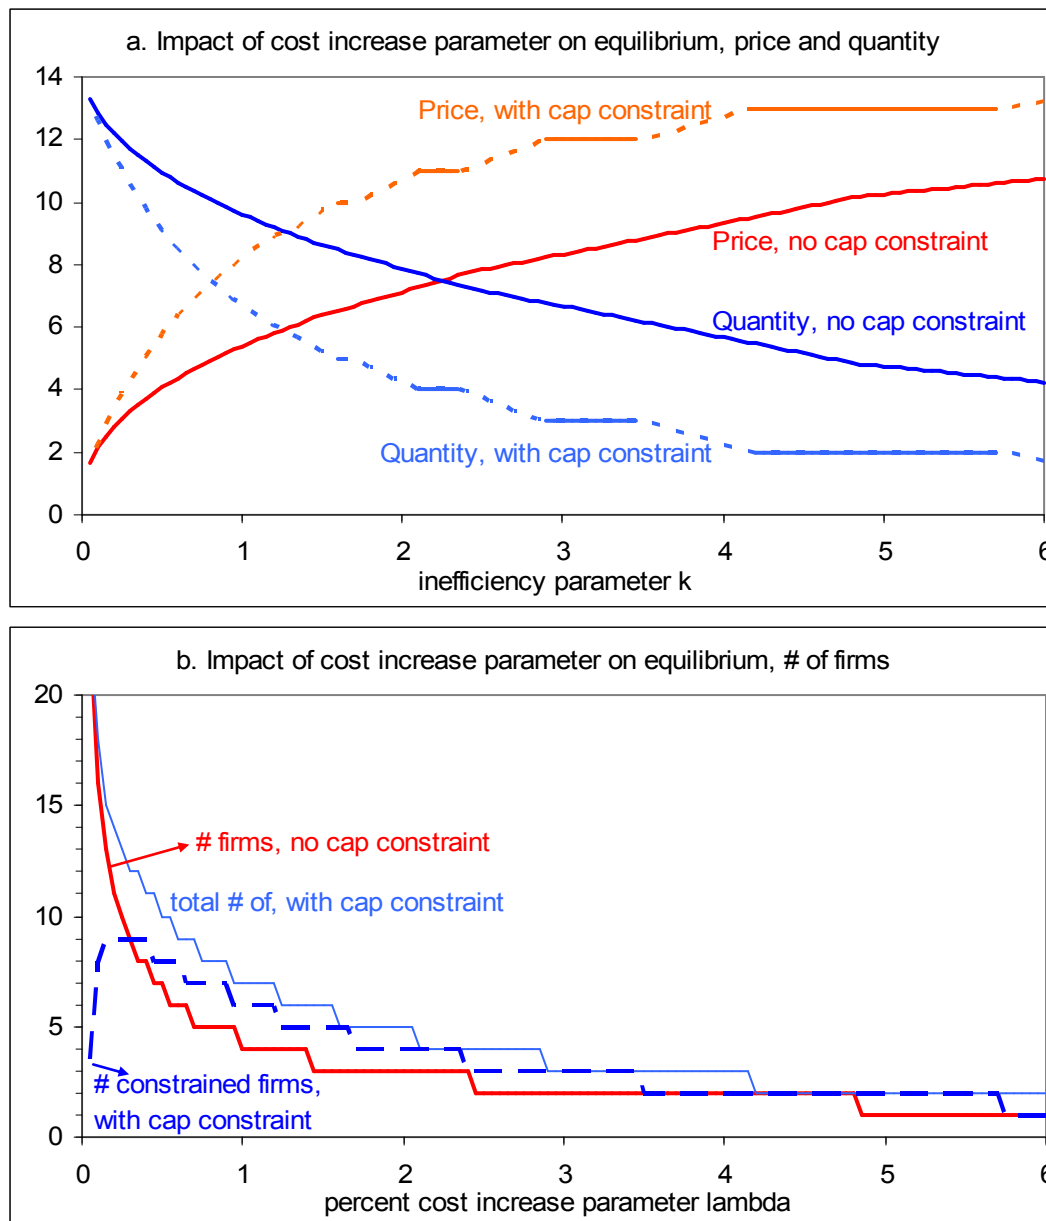 a. Impact of cost increase parameter on equilibrium, price and quantity
14
12
10
8
6
4
2
0
Price, with cap constraint
Price, no cap constraint
Quantity, no cap constraint
Quantity, with cap constraint
0 1 2 3 4 5 6
inefficiency parameter k
b. Impact of cost increase parameter on equilibrium, # of firms
20
15
10
5
0
# firms, no cap constraint
total # of, with cap constraint
# constrained firms,
with cap constraint
0 1 2 3 4 5 6
percent cost increase parameter lambda